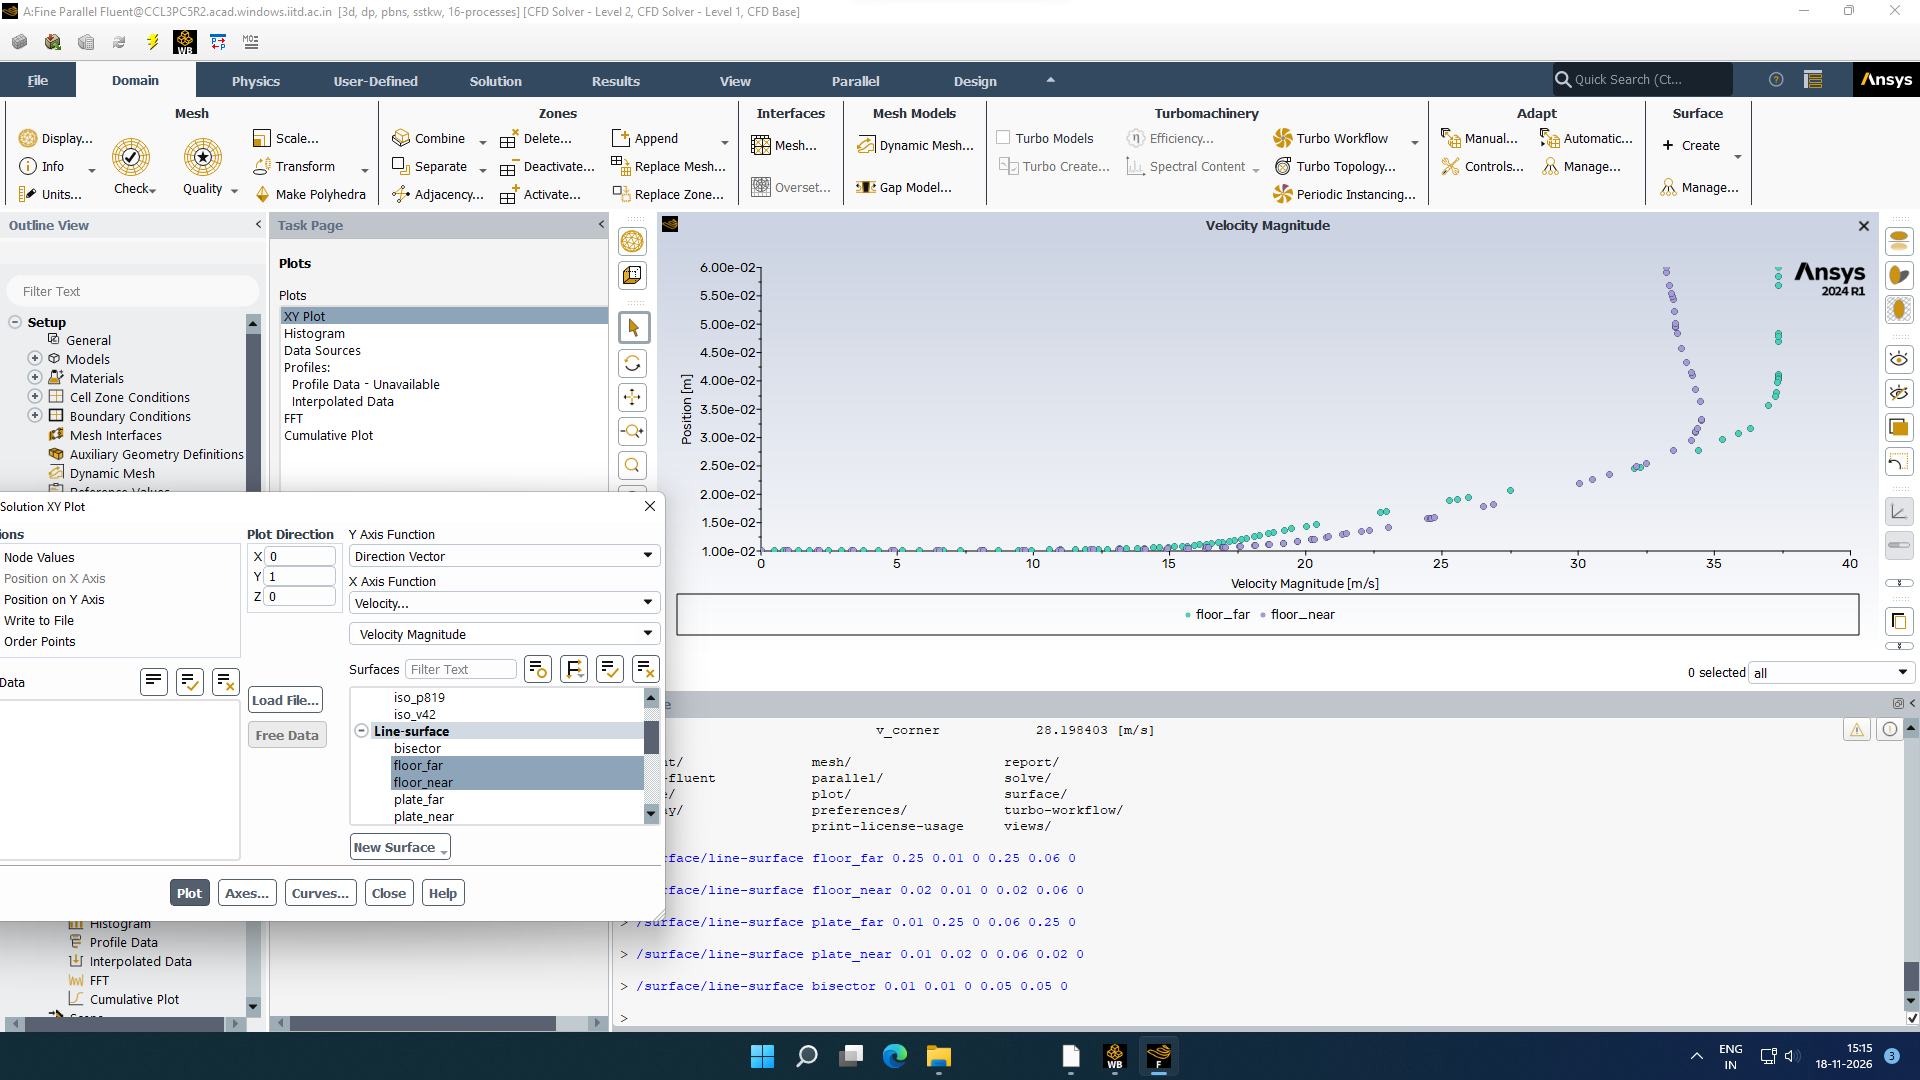 A:Fine Parallel Fluent@CCL3PC5R2.acad.windows.iitd.ac.in [3d, dp, pbns, sstkw, 16-processes] [CFD Solver - Level 2, CFD Solver - Level 1, CFD Base]
WB
File Domain Physics User-Defined Solution Results View Parallel Design
Quick Search (Ct...
Ansys
Mesh
Display...
Info
Units...
Check
Quality
Scale...
Transform
Make Polyhedra
Zones
Combine
Separate
Adjacency...
Delete...
Deactivate...
Activate...
Append
Replace Mesh...
Replace Zone...
Interfaces
Mesh...
Overset...
Mesh Models
Dynamic Mesh...
Gap Model...
Turbomachinery
Turbo Models
Turbo Create...
Efficiency...
Spectral Content
Turbo Workflow
Turbo Topology...
Periodic Instancing...
Adapt
Manual...
Controls...
Automatic...
Manage...
Surface
Create
Manage...
Outline View
Filter Text
Setup
General
Models
Materials
Cell Zone Conditions
Boundary Conditions
Mesh Interfaces
Auxiliary Geometry Definitions
Dynamic Mesh
Reference Values
Task Page
Plots
Plots
XY Plot
Histogram
Data Sources
Profiles:
Profile Data - Unavailable
Interpolated Data
FFT
Cumulative Plot
Velocity Magnitude
Ansys
2024 R1
6.00e-02
5.50e-02
5.00e-02
4.50e-02
4.00e-02
3.50e-02
3.00e-02
2.50e-02
2.00e-02
1.50e-02
1.00e-02
Position [m]
0 5 10 15 20 25 30 35 40
Velocity Magnitude [m/s]
floor_far floor_near
0 selected all
Solution XY Plot
ions
Node Values
Position on X Axis
Position on Y Axis
Write to File
Order Points
Plot Direction
X 0
Y 1
Z 0
Y Axis Function
Direction Vector
X Axis Function
Velocity...
Velocity Magnitude
Data
Load File...
Free Data
Surfaces Filter Text
iso_p819
iso_v42
Line-surface
bisector
floor_far
floor_near
plate_far
plate_near
New Surface
Plot Axes... Curves... Close Help
Histogram
Profile Data
Interpolated Data
FFT
Cumulative Plot
e
v_corner 28.198403 [m/s]
t/ mesh/ report/
-fluent parallel/ solve/
e/ plot/ surface/
ay/ preferences/ turbo-workflow/
print-license-usage views/
face/line-surface floor_far 0.25 0.01 0 0.25 0.06 0
face/line-surface floor_near 0.02 0.01 0 0.02 0.06 0
> /surface/line-surface plate_far 0.01 0.25 0 0.06 0.25 0
> /surface/line-surface plate_near 0.01 0.02 0 0.06 0.02 0
> /surface/line-surface bisector 0.01 0.01 0 0.05 0.05 0
>
WB
F
ENG
IN
15:15
18-11-2026
3